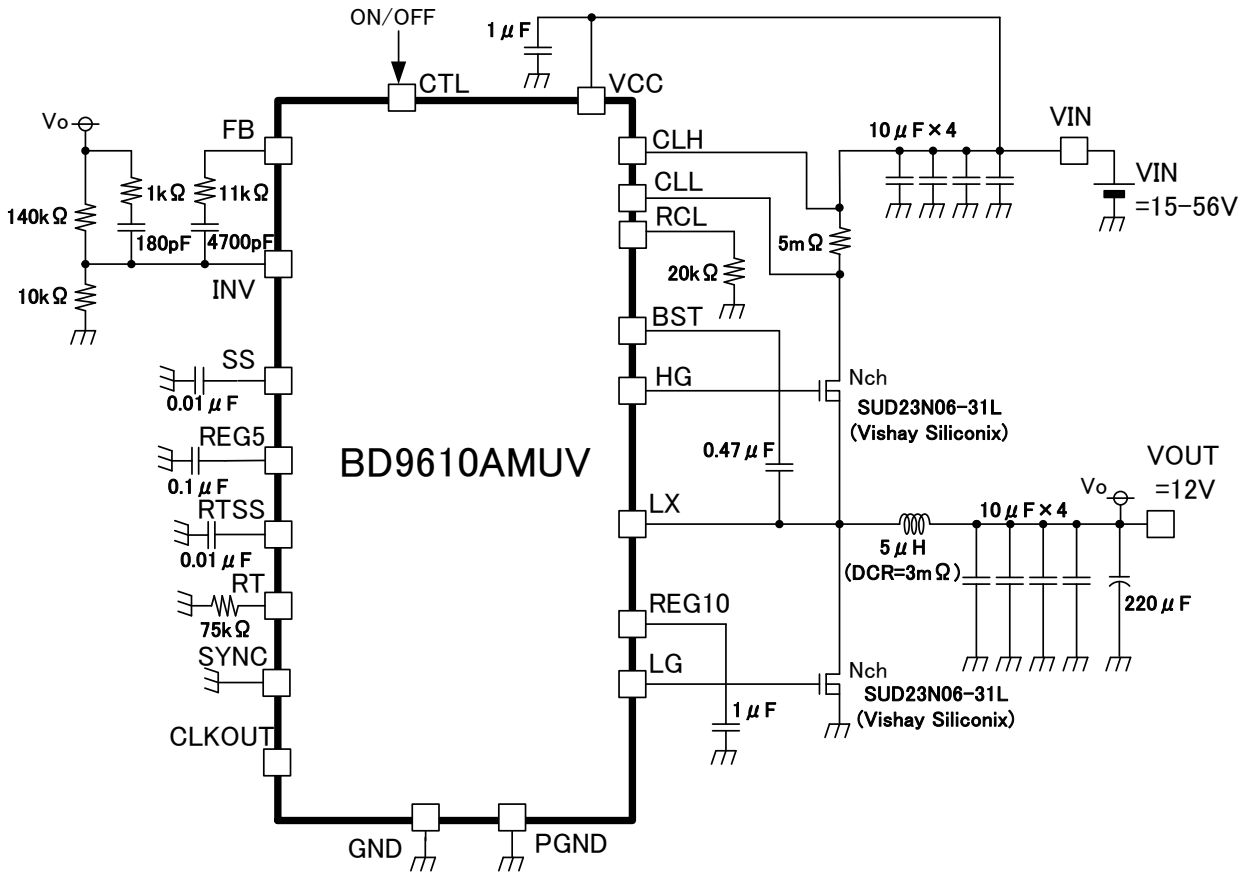 ON/OFF
1μF
CTL
VCC
Vo
FB
1kΩ
11kΩ
140kΩ
180pF
4700pF
10kΩ
INV
SS
0.01μF
REG5
0.1μF
RTSS
0.01μF
RT
75kΩ
SYNC
CLKOUT
GND
PGND
BD9610AMUV
CLH
CLL
RCL
20kΩ
5mΩ
10μF×4
VIN
VIN
=15-56V
BST
HG
Nch
SUD23N06-31L
(Vishay Siliconix)
0.47μF
LX
5μH
(DCR=3mΩ)
10μF×4
Vo
VOUT
=12V
220μF
REG10
LG
1μF
Nch
SUD23N06-31L
(Vishay Siliconix)